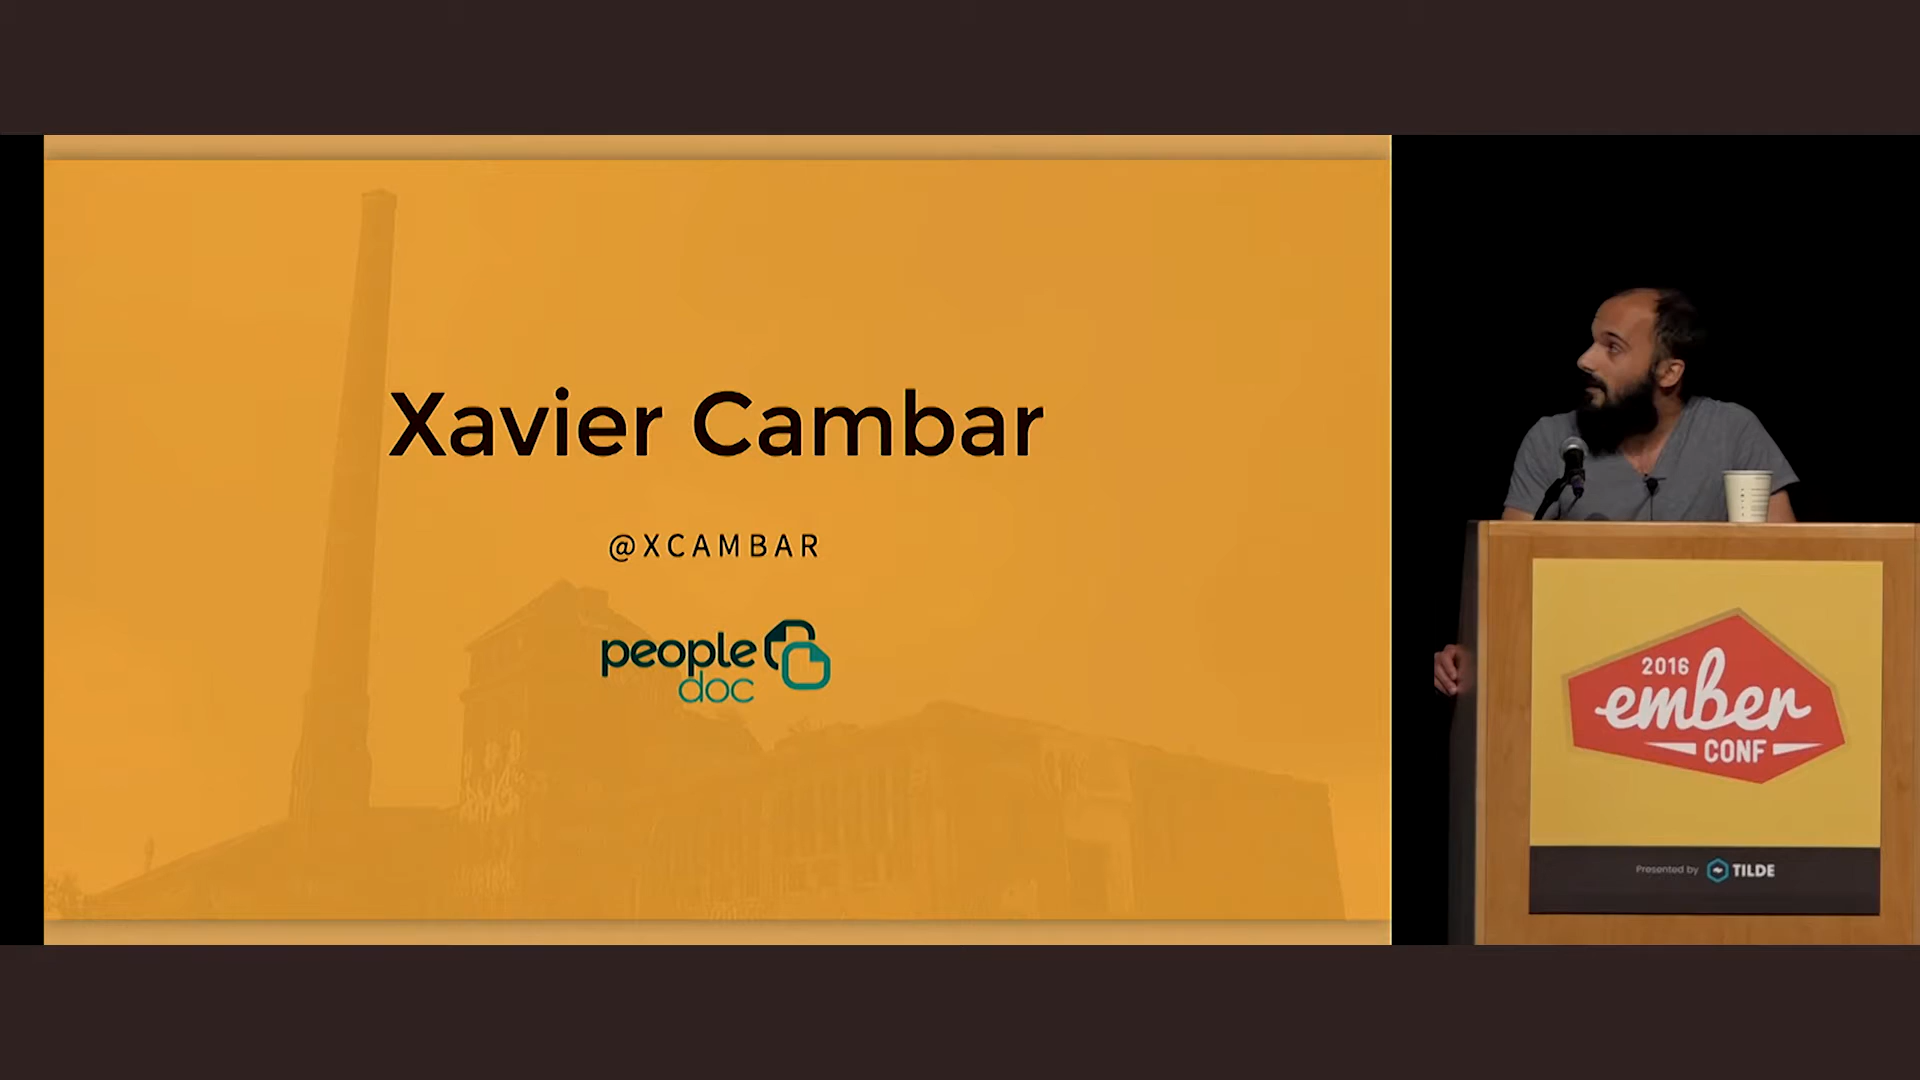 Xavier Cambar
@XCAMBAR
people
doc
2016
ember
CONF
Presented by TILDE